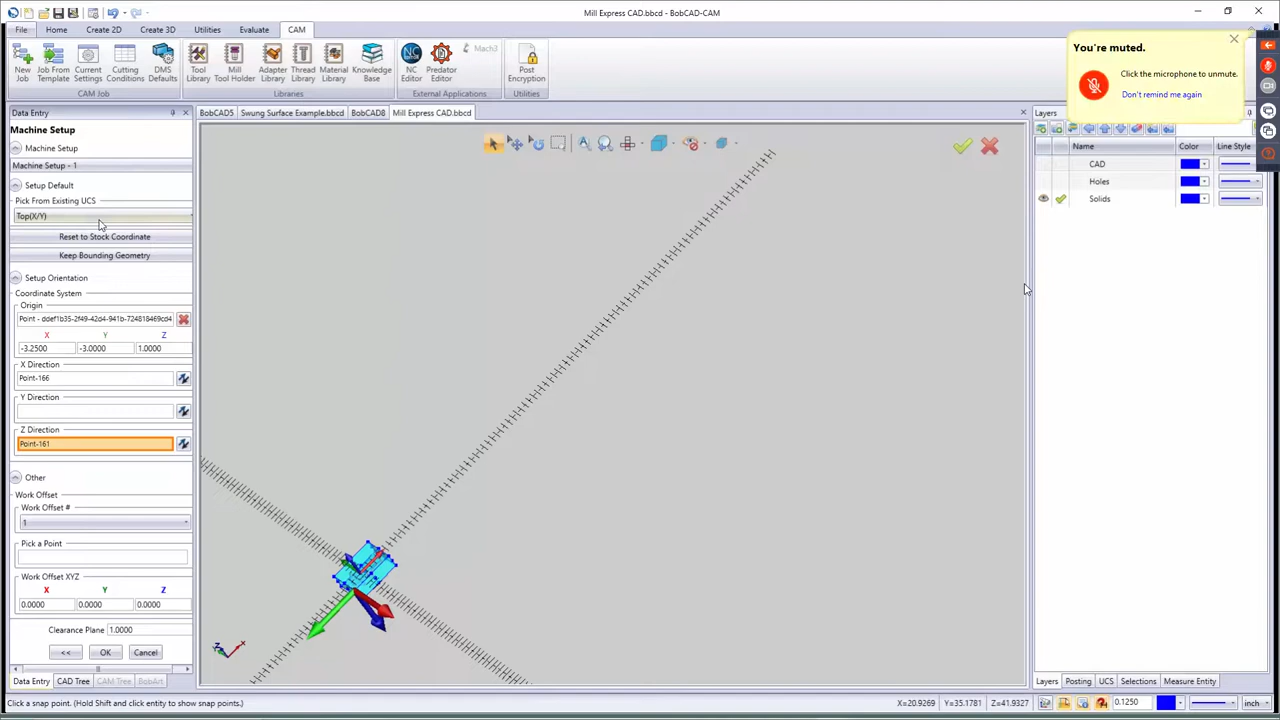 Mill Express CAD.bbcd - BobCAD-CAM
File Home Create 2D Create 3D Utilities Evaluate CAM
New Job
Job From Template
Current Settings
Cutting Conditions
DMS Defaults
Tool Library
Mill Tool Holder
Adapter Library
Thread Library
Material Library
Knowledge Base
NC Editor
Predator Editor
Mach3
Post Encryption
CAM Job Libraries External Applications Utilities
You're muted.
Click the microphone to unmute.
Don't remind me again
Data Entry
BobCAD5 Swung Surface Example.bbcd BobCAD8 Mill Express CAD.bbcd
Layers
Machine Setup
Machine Setup
Machine Setup - 1
Setup Default
Pick From Existing UCS
Top(X/Y)
Reset to Stock Coordinate
Keep Bounding Geometry
Setup Orientation
Coordinate System
Origin
Point - ddef1b35-2f49-42d4-941b-724818469cd4
X Y Z
-3.2500 -3.0000 1.0000
X Direction
Point-166
Y Direction
Z Direction
Point-161
Other
Work Offset
Work Offset #
1
Pick a Point
Work Offset XYZ
X Y Z
0.0000 0.0000 0.0000
Clearance Plane 1.0000
<< OK Cancel
Data Entry CAD Tree CAM Tree BobArt
Name Color Line Style
CAD
Holes
Solids
Layers Posting UCS Selections Measure Entity
Click a snap point. (Hold Shift and click entity to show snap points.)
X=20.9269 Y=35.1781 Z=41.9327
0.1250
inch